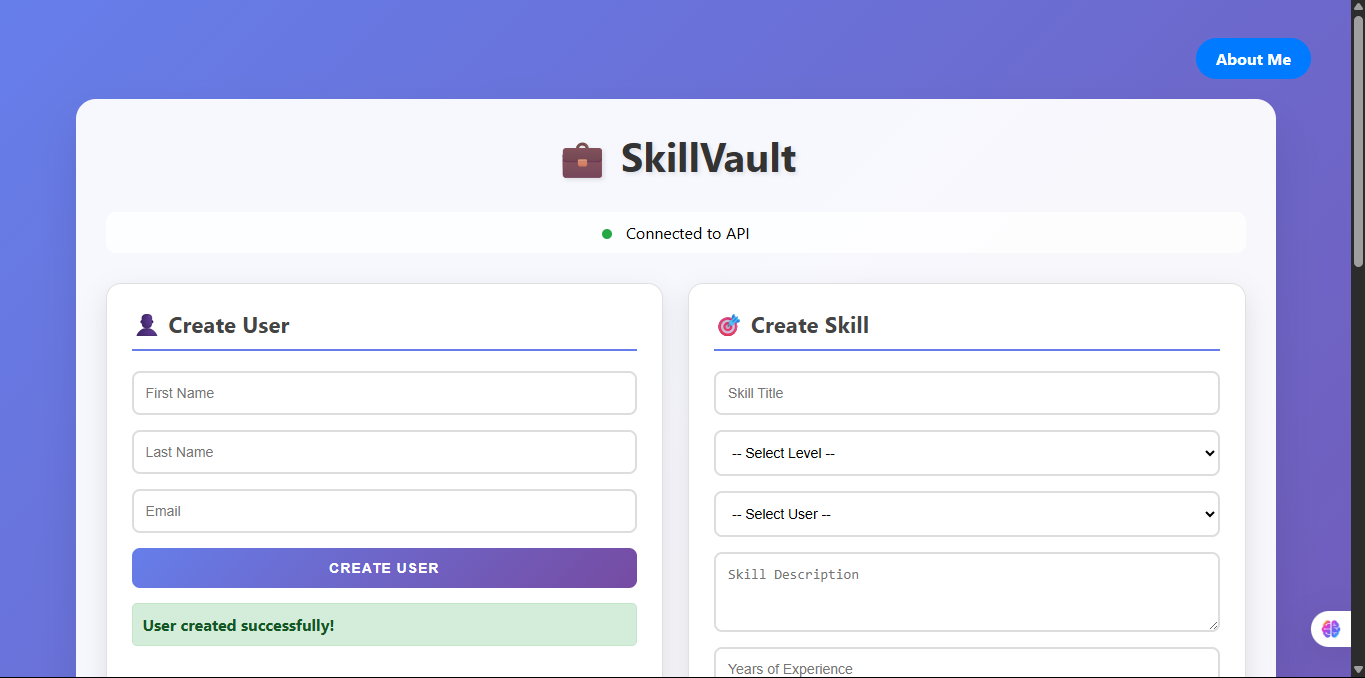 About Me
SkillVault
Connected to API
Create User
First Name
Last Name
Email
CREATE USER
User created successfully!
Create Skill
Skill Title
-- Select Level --
-- Select User --
Skill Description
Years of Experience